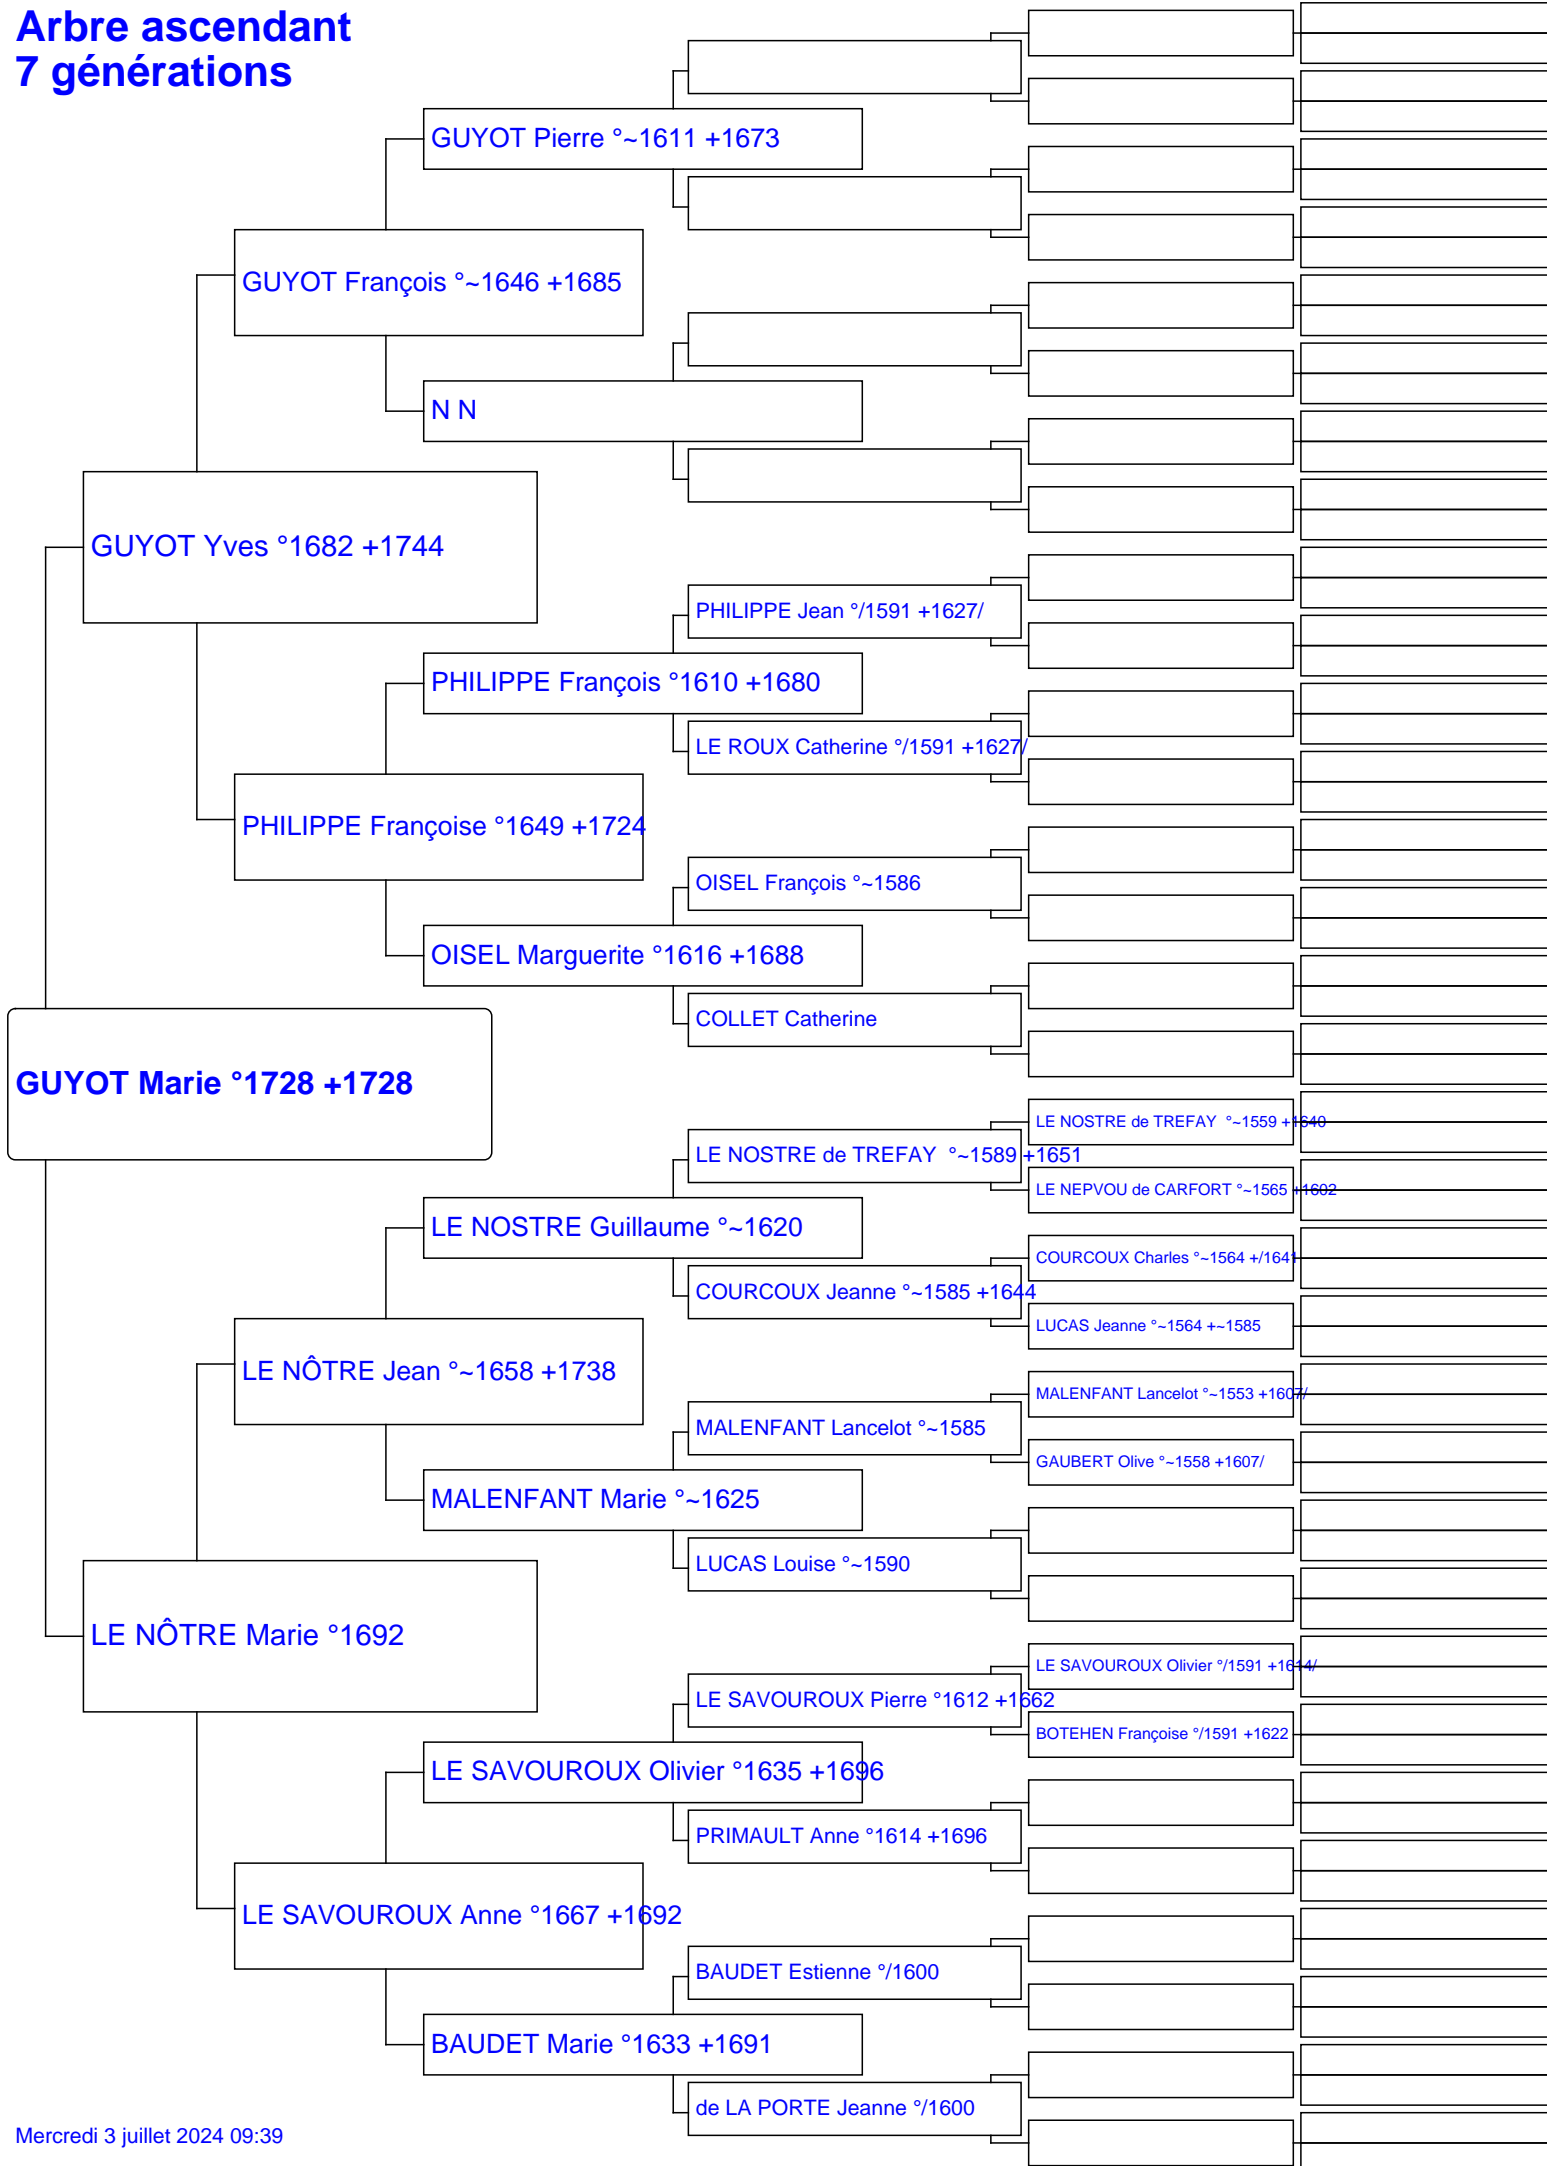 Arbre ascendant
7 générations
GUYOT Pierre °~1611 +1673
GUYOT François °~1646 +1685
N N
GUYOT Yves °1682 +1744
PHILIPPE Jean °/1591 +1627/
PHILIPPE François °1610 +1680
LE ROUX Catherine °/1591 +1627/
PHILIPPE Françoise °1649 +1724
OISEL François °~1586
OISEL Marguerite °1616 +1688
COLLET Catherine
GUYOT Marie °1728 +1728
LE NOSTRE de TREFAY  °~1559 +1640
LE NOSTRE de TREFAY  °~1589 +1651
LE NEPVOU de CARFORT °~1565 +1602
LE NOSTRE Guillaume °~1620
COURCOUX Charles °~1564 +/1641
COURCOUX Jeanne °~1585 +1644
LUCAS Jeanne °~1564 +~1585
LE NÔTRE Jean °~1658 +1738
MALENFANT Lancelot °~1553 +1607/
MALENFANT Lancelot °~1585
GAUBERT Olive °~1558 +1607/
MALENFANT Marie °~1625
LUCAS Louise °~1590
LE NÔTRE Marie °1692
LE SAVOUROUX Olivier °/1591 +1614/
LE SAVOUROUX Pierre °1612 +1662
BOTEHEN Françoise °/1591 +1622
LE SAVOUROUX Olivier °1635 +1696
PRIMAULT Anne °1614 +1696
LE SAVOUROUX Anne °1667 +1692
BAUDET Estienne °/1600
BAUDET Marie °1633 +1691
de LA PORTE Jeanne °/1600
Mercredi 3 juillet 2024 09:39